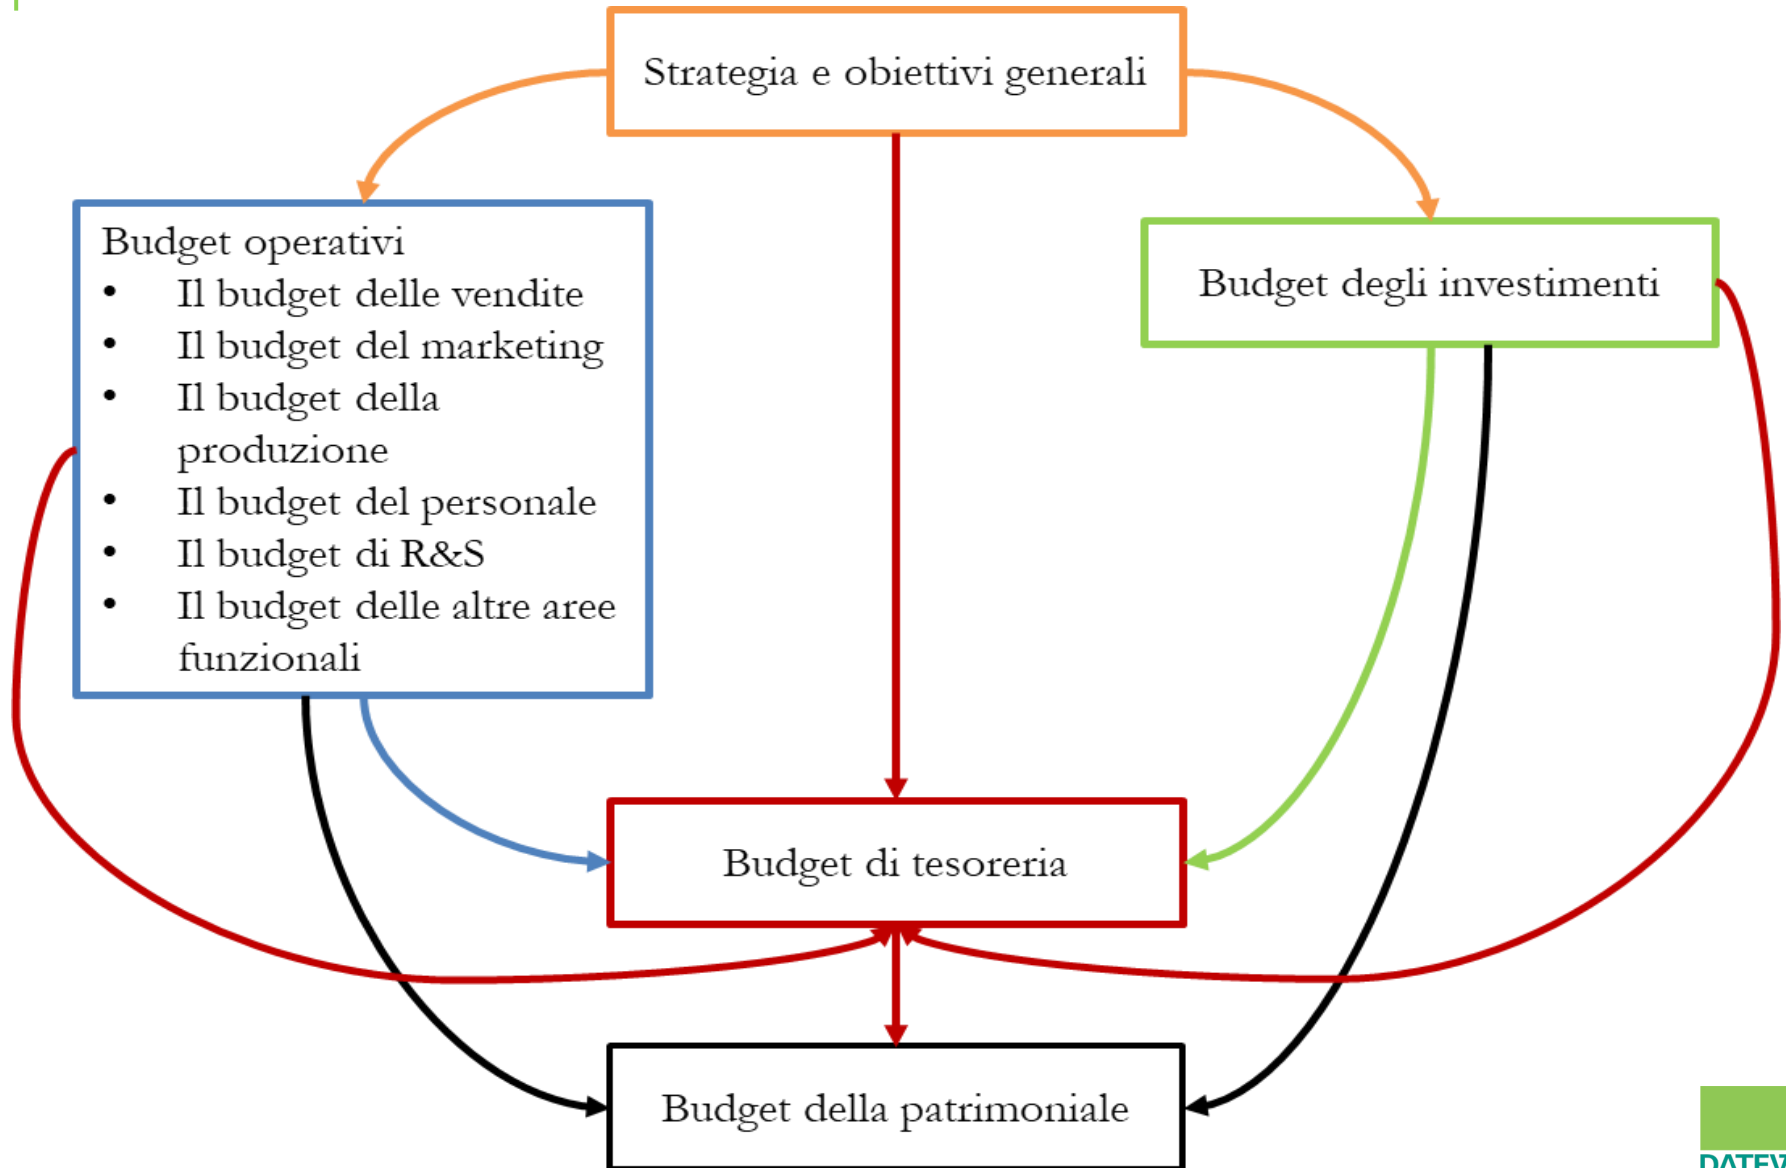 Strategia e obiettivi generali
Budget operativi
• Il budget delle vendite
• Il budget del marketing
• Il budget della
produzione
• Il budget del personale
• Il budget di R&S
• Il budget delle altre aree
funzionali
Budget degli investimenti
Budget di tesoreria
Budget della patrimoniale
DATEV